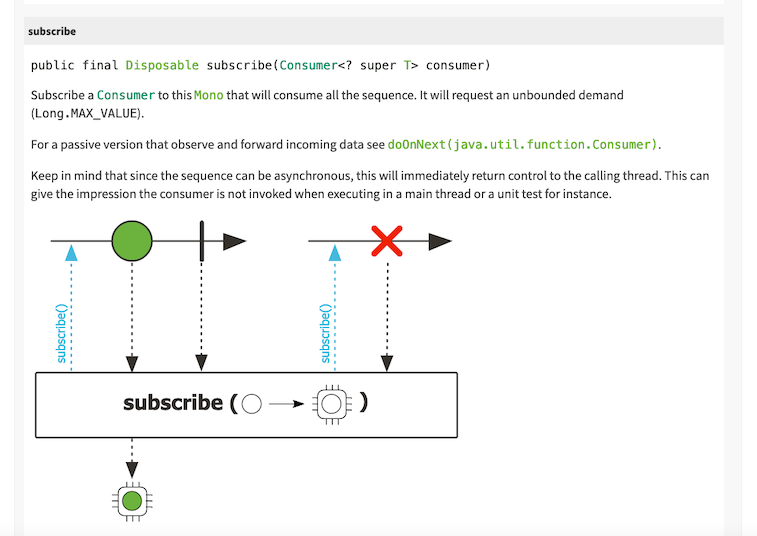 subscribe
public final Disposable subscribe(Consumer<? super T> consumer)
Subscribe a Consumer to this Mono that will consume all the sequence. It will request an unbounded demand
(Long.MAX_VALUE).
For a passive version that observe and forward incoming data see doOnNext(java.util.function.Consumer).
Keep in mind that since the sequence can be asynchronous, this will immediately return control to the calling thread. This can
give the impression the consumer is not invoked when executing in a main thread or a unit test for instance.
subscribe()
subscribe()
subscribe ( )